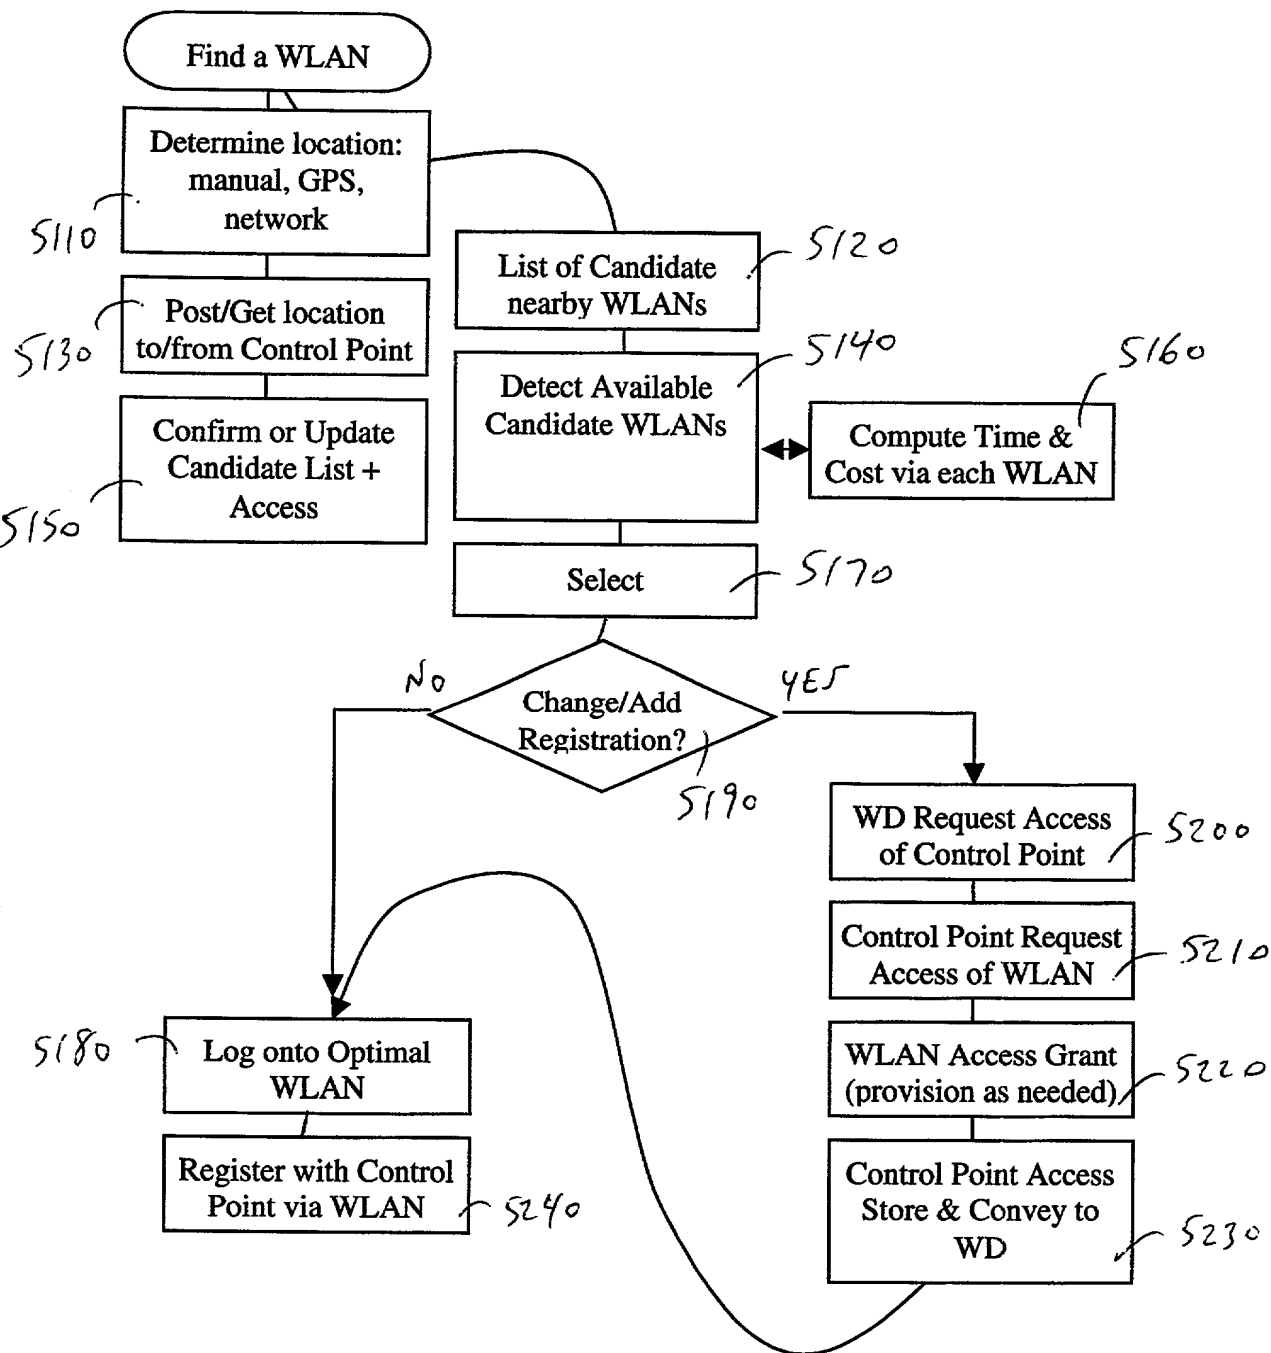 Find a WLAN
Determine location:
manual, GPS,
network
5110
List of Candidate
nearby WLANs
5120
Post/Get location
to/from Control Point
5130
Detect Available
Candidate WLANs
5140
Compute Time &
Cost via each WLAN
5160
Confirm or Update
Candidate List +
Access
5150
Select
5170
NO
YES
Change/Add
Registration?
5190
WD Request Access
of Control Point
5200
Control Point Request
Access of WLAN
5210
WLAN Access Grant
(provision as needed)
5220
Control Point Access
Store & Convey to
WD
5230
Log onto Optimal
WLAN
5180
Register with Control
Point via WLAN
5240